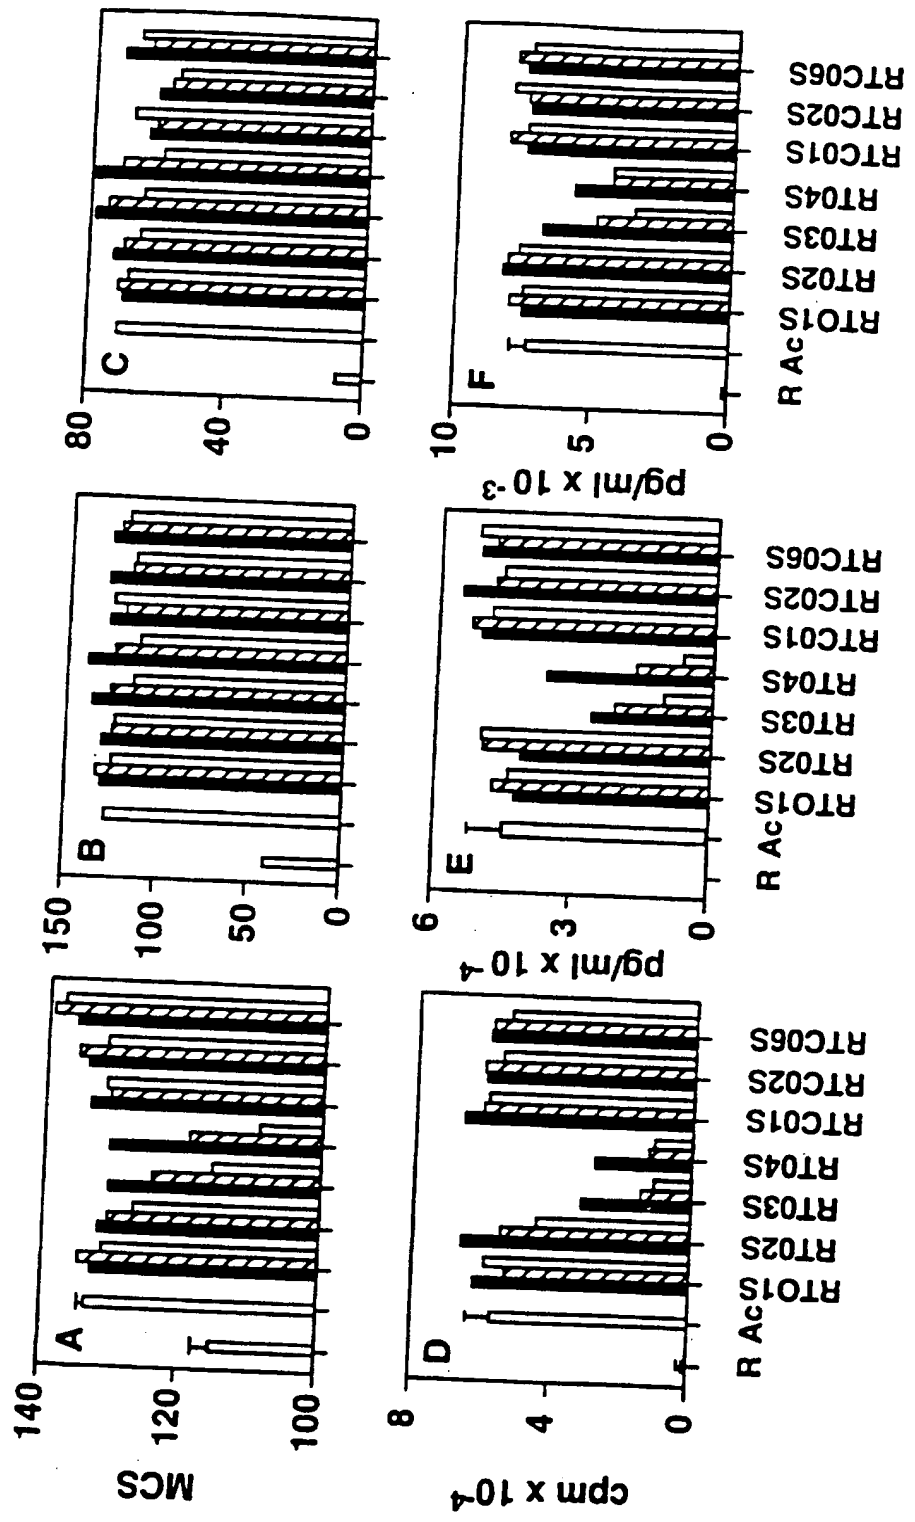 MCS
140
120
100
A
150
100
50
0
B
80
40
0
C
cpm x 10-4
8
4
0
D
R Ac RT01S RT02S RT03S RT04S RTC01S RTC02S RTC06S
pg/ml x 10-4
6
3
0
E
R Ac RT01S RT02S RT03S RT04S RTC01S RTC02S RTC06S
pg/ml x 10-3
10
5
0
F
R Ac RT01S RT02S RT03S RT04S RTC01S RTC02S RTC06S